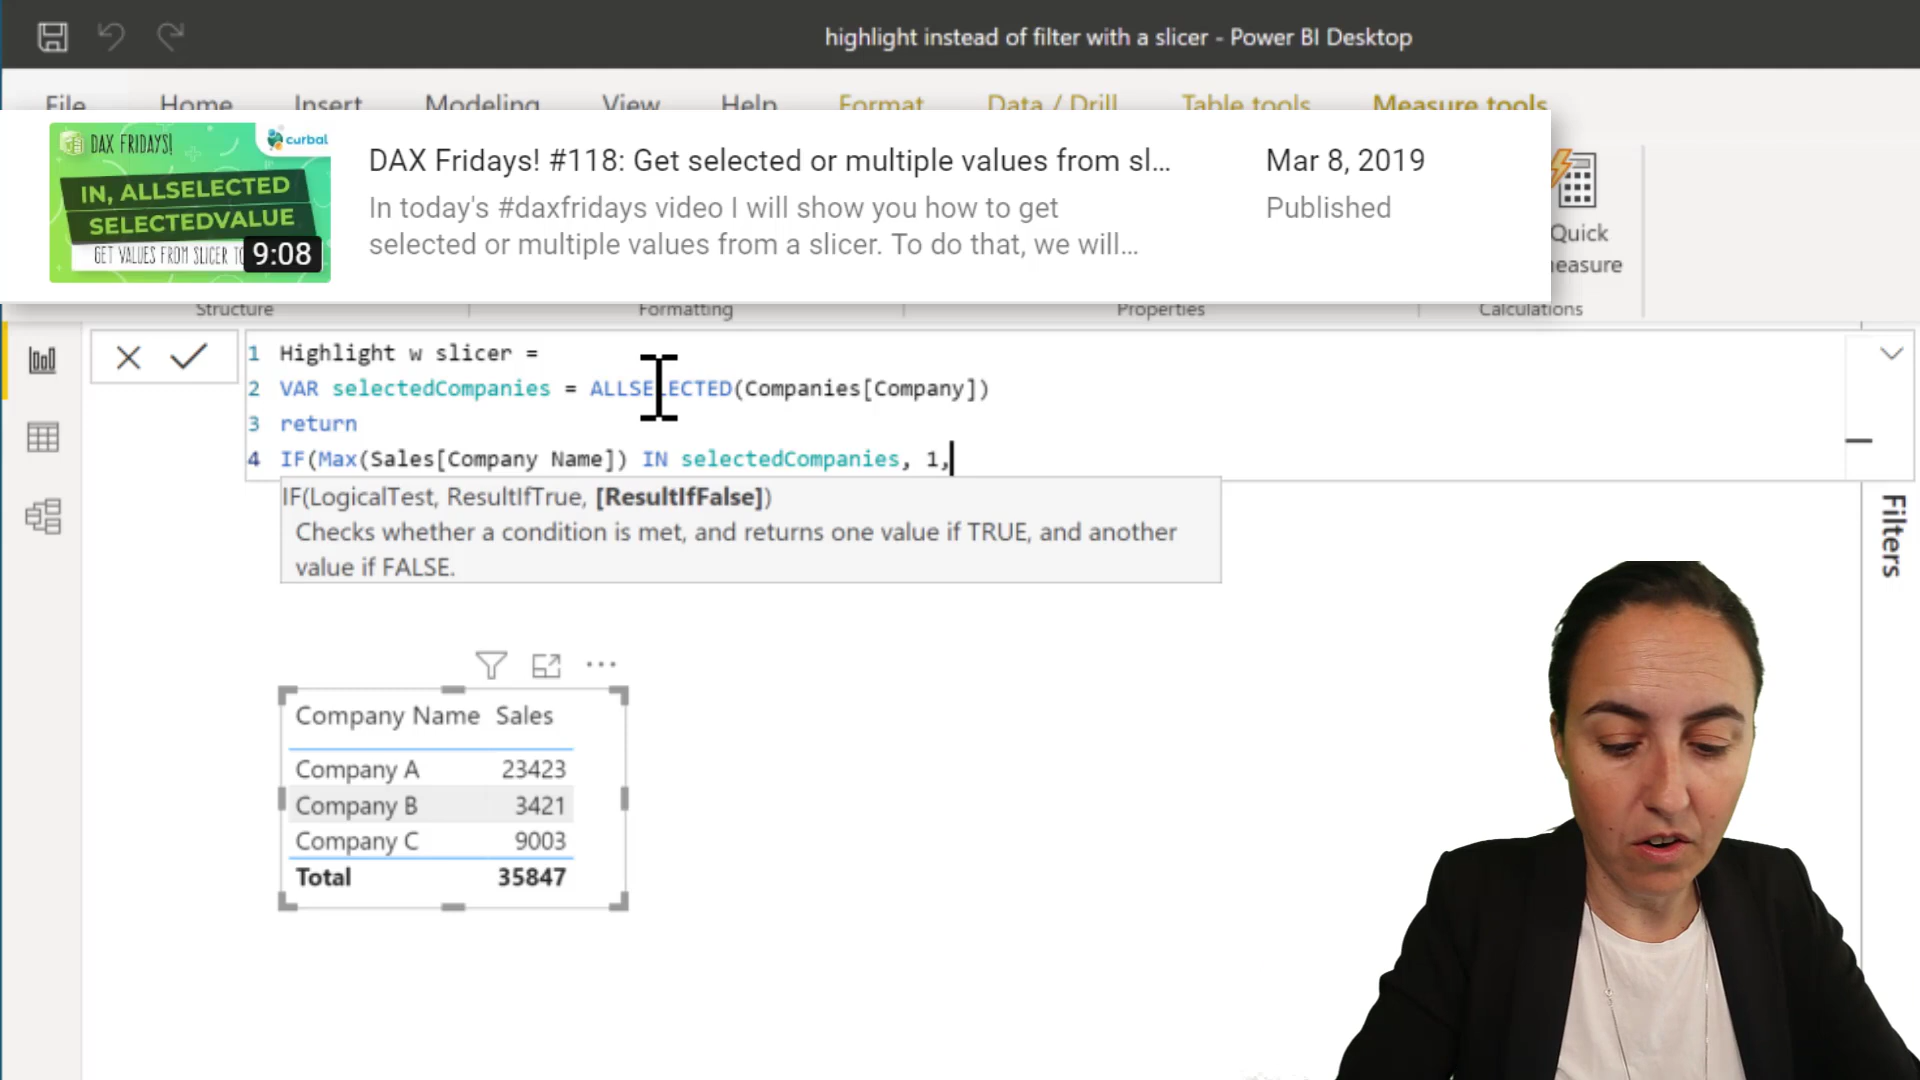 highlight instead of filter with a slicer - Power BI Desktop
File Home Insert Modeling View Help Format Data / Drill Table tools Measure tools
DAX FRIDAYS! curbal
IN, ALLSELECTED
SELECTEDVALUE
GET VALUES FROM SLICER
9:08
DAX Fridays! #118: Get selected or multiple values from sl... Mar 8, 2019
In today's #daxfridays video I will show you how to get Published
selected or multiple values from a slicer. To do that, we will...
Quick
easure
Structure Formatting Properties Calculations
1 Highlight w slicer =
2 VAR selectedCompanies = ALLSELECTED(Companies[Company])
3 return
4 IF(Max(Sales[Company Name]) IN selectedCompanies, 1,
IF(LogicalTest, ResultIfTrue, [ResultIfFalse])
Checks whether a condition is met, and returns one value if TRUE, and another
value if FALSE.
Filters
Company Name Sales
Company A 23423
Company B 3421
Company C 9003
Total 35847